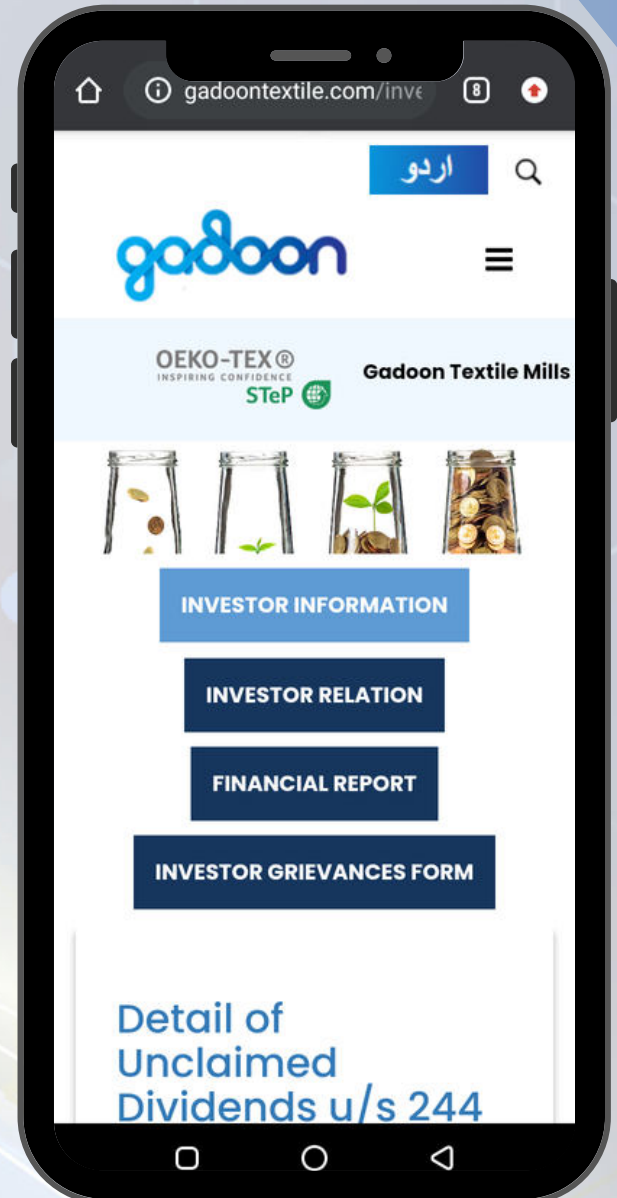 gadoontextile.com/inve
8
اردو
gadoon
OEKO-TEX®
INSPIRING CONFIDENCE
STeP
Gadoon Textile Mills
INVESTOR INFORMATION
INVESTOR RELATION
FINANCIAL REPORT
INVESTOR GRIEVANCES FORM
Detail of
Unclaimed
Dividends u/s 244